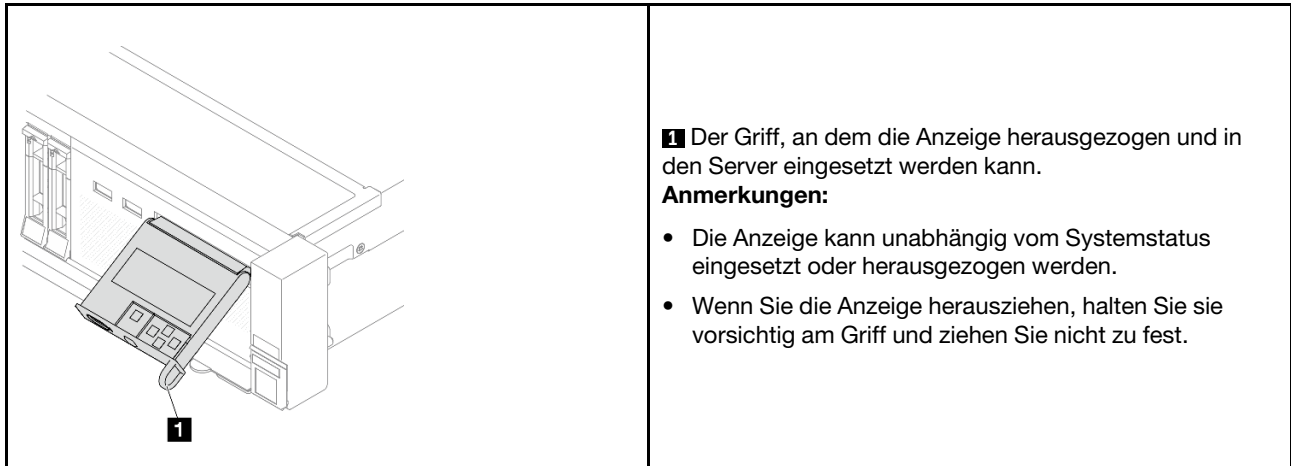 1
1 Der Griff, an dem die Anzeige herausgezogen und in
den Server eingesetzt werden kann.
Anmerkungen:
• Die Anzeige kann unabhängig vom Systemstatus
eingesetzt oder herausgezogen werden.
• Wenn Sie die Anzeige herausziehen, halten Sie sie
vorsichtig am Griff und ziehen Sie nicht zu fest.